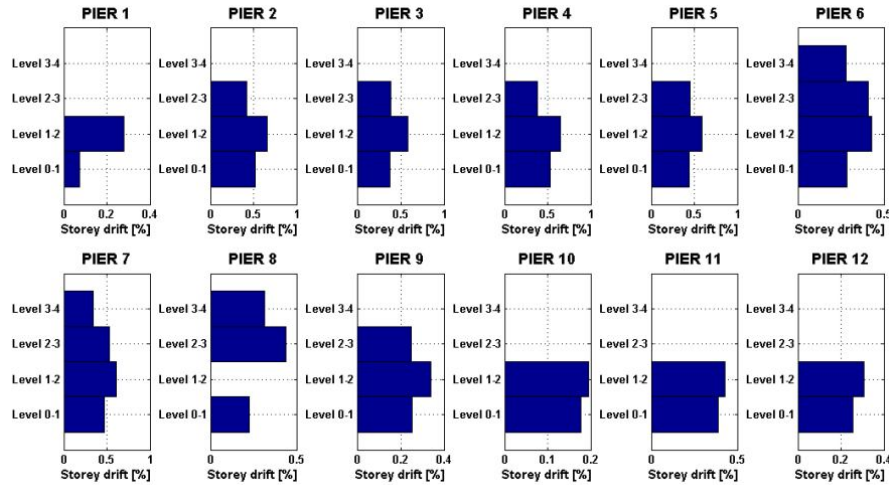 PIER 1 PIER 2 PIER 3 PIER 4 PIER 5 PIER 6
Level 3-4 Level 3-4 Level 3-4 Level 3-4 Level 3-4 Level 3-4
Level 2-3 Level 2-3 Level 2-3 Level 2-3 Level 2-3 Level 2-3
Level 1-2 Level 1-2 Level 1-2 Level 1-2 Level 1-2 Level 1-2
Level 0-1 Level 0-1 Level 0-1 Level 0-1 Level 0-1 Level 0-1
0 0.2 0.4 0 0.5 1 0 0.5 1 0 0.5 1 0 0.5 1 0 0.5
Storey drift [%] Storey drift [%] Storey drift [%] Storey drift [%] Storey drift [%] Storey drift [%]
PIER 7 PIER 8 PIER 9 PIER 10 PIER 11 PIER 12
Level 3-4 Level 3-4 Level 3-4 Level 3-4 Level 3-4 Level 3-4
Level 2-3 Level 2-3 Level 2-3 Level 2-3 Level 2-3 Level 2-3
Level 1-2 Level 1-2 Level 1-2 Level 1-2 Level 1-2 Level 1-2
Level 0-1 Level 0-1 Level 0-1 Level 0-1 Level 0-1 Level 0-1
0 0.5 1 0 0.5 0 0.2 0.4 0 0.1 0.2 0 0.5 0 0.2 0.4
Storey drift [%] Storey drift [%] Storey drift [%] Storey drift [%] Storey drift [%] Storey drift [%]